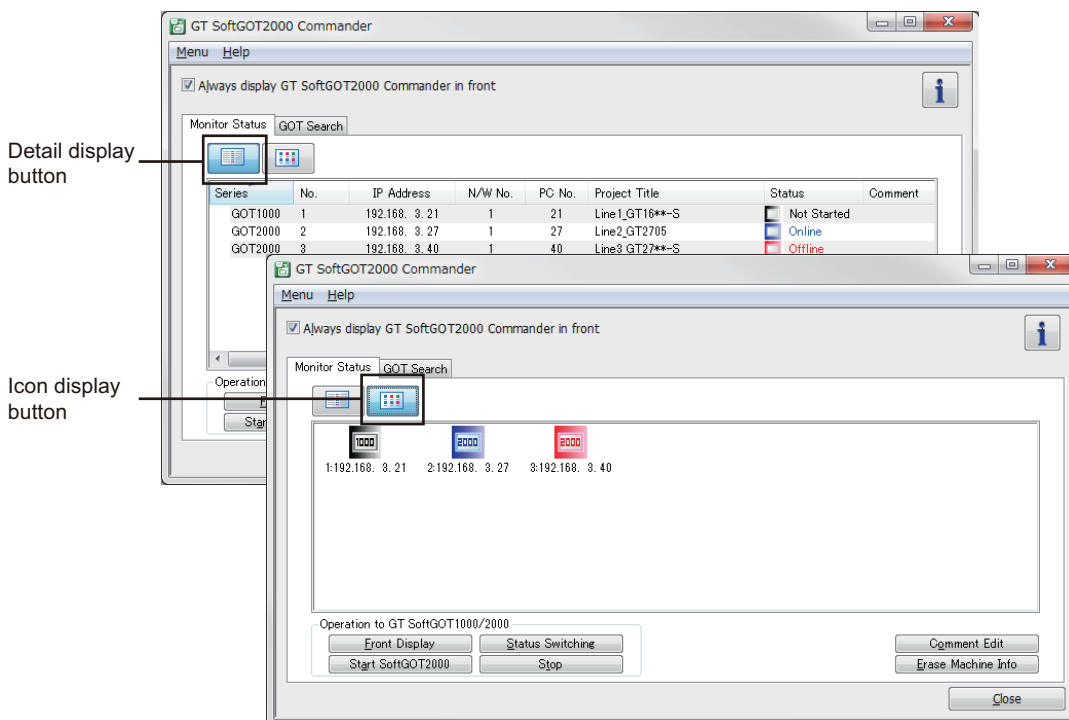 GT SoftGOT2000 Commander
Menu Help
Always display GT SoftGOT2000 Commander in front
Monitor Status GOT Search
Detail display
button
Series No. IP Address N/W No. PC No. Project Title Status Comment
GOT1000 1 192.168. 3. 21 1 21 Line1_GT16**-S Not Started
GOT2000 2 192.168. 3. 27 1 27 Line2_GT2705 Online
GOT2000 3 192.168. 3. 40 1 40 Line3 GT27**-S Offline
Operation
Star
GT SoftGOT2000 Commander
Menu Help
Always display GT SoftGOT2000 Commander in front
Monitor Status GOT Search
Icon display
button
1000 2000 2000
1:192.168. 3. 21 2:192.168. 3. 27 3:192.168. 3. 40
Operation to GT SoftGOT1000/2000
Front Display Status Switching Comment Edit
Start SoftGOT2000 Stop Erase Machine Info
Close